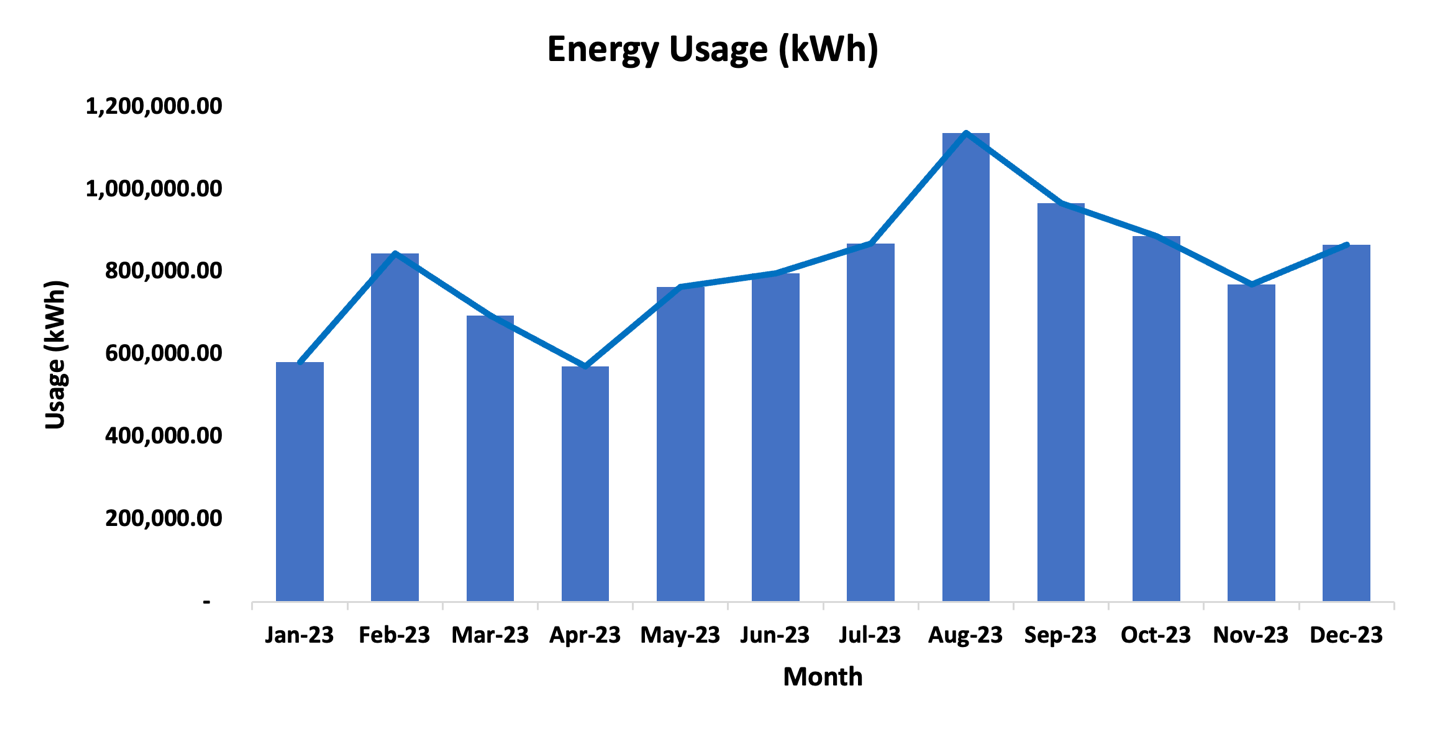 Energy Usage (kWh)
1,200,000.00
1,000,000.00
800,000.00
600,000.00
400,000.00
200,000.00
-
Usage (kWh)
Jan-23 Feb-23 Mar-23 Apr-23 May-23 Jun-23 Jul-23 Aug-23 Sep-23 Oct-23 Nov-23 Dec-23
Month